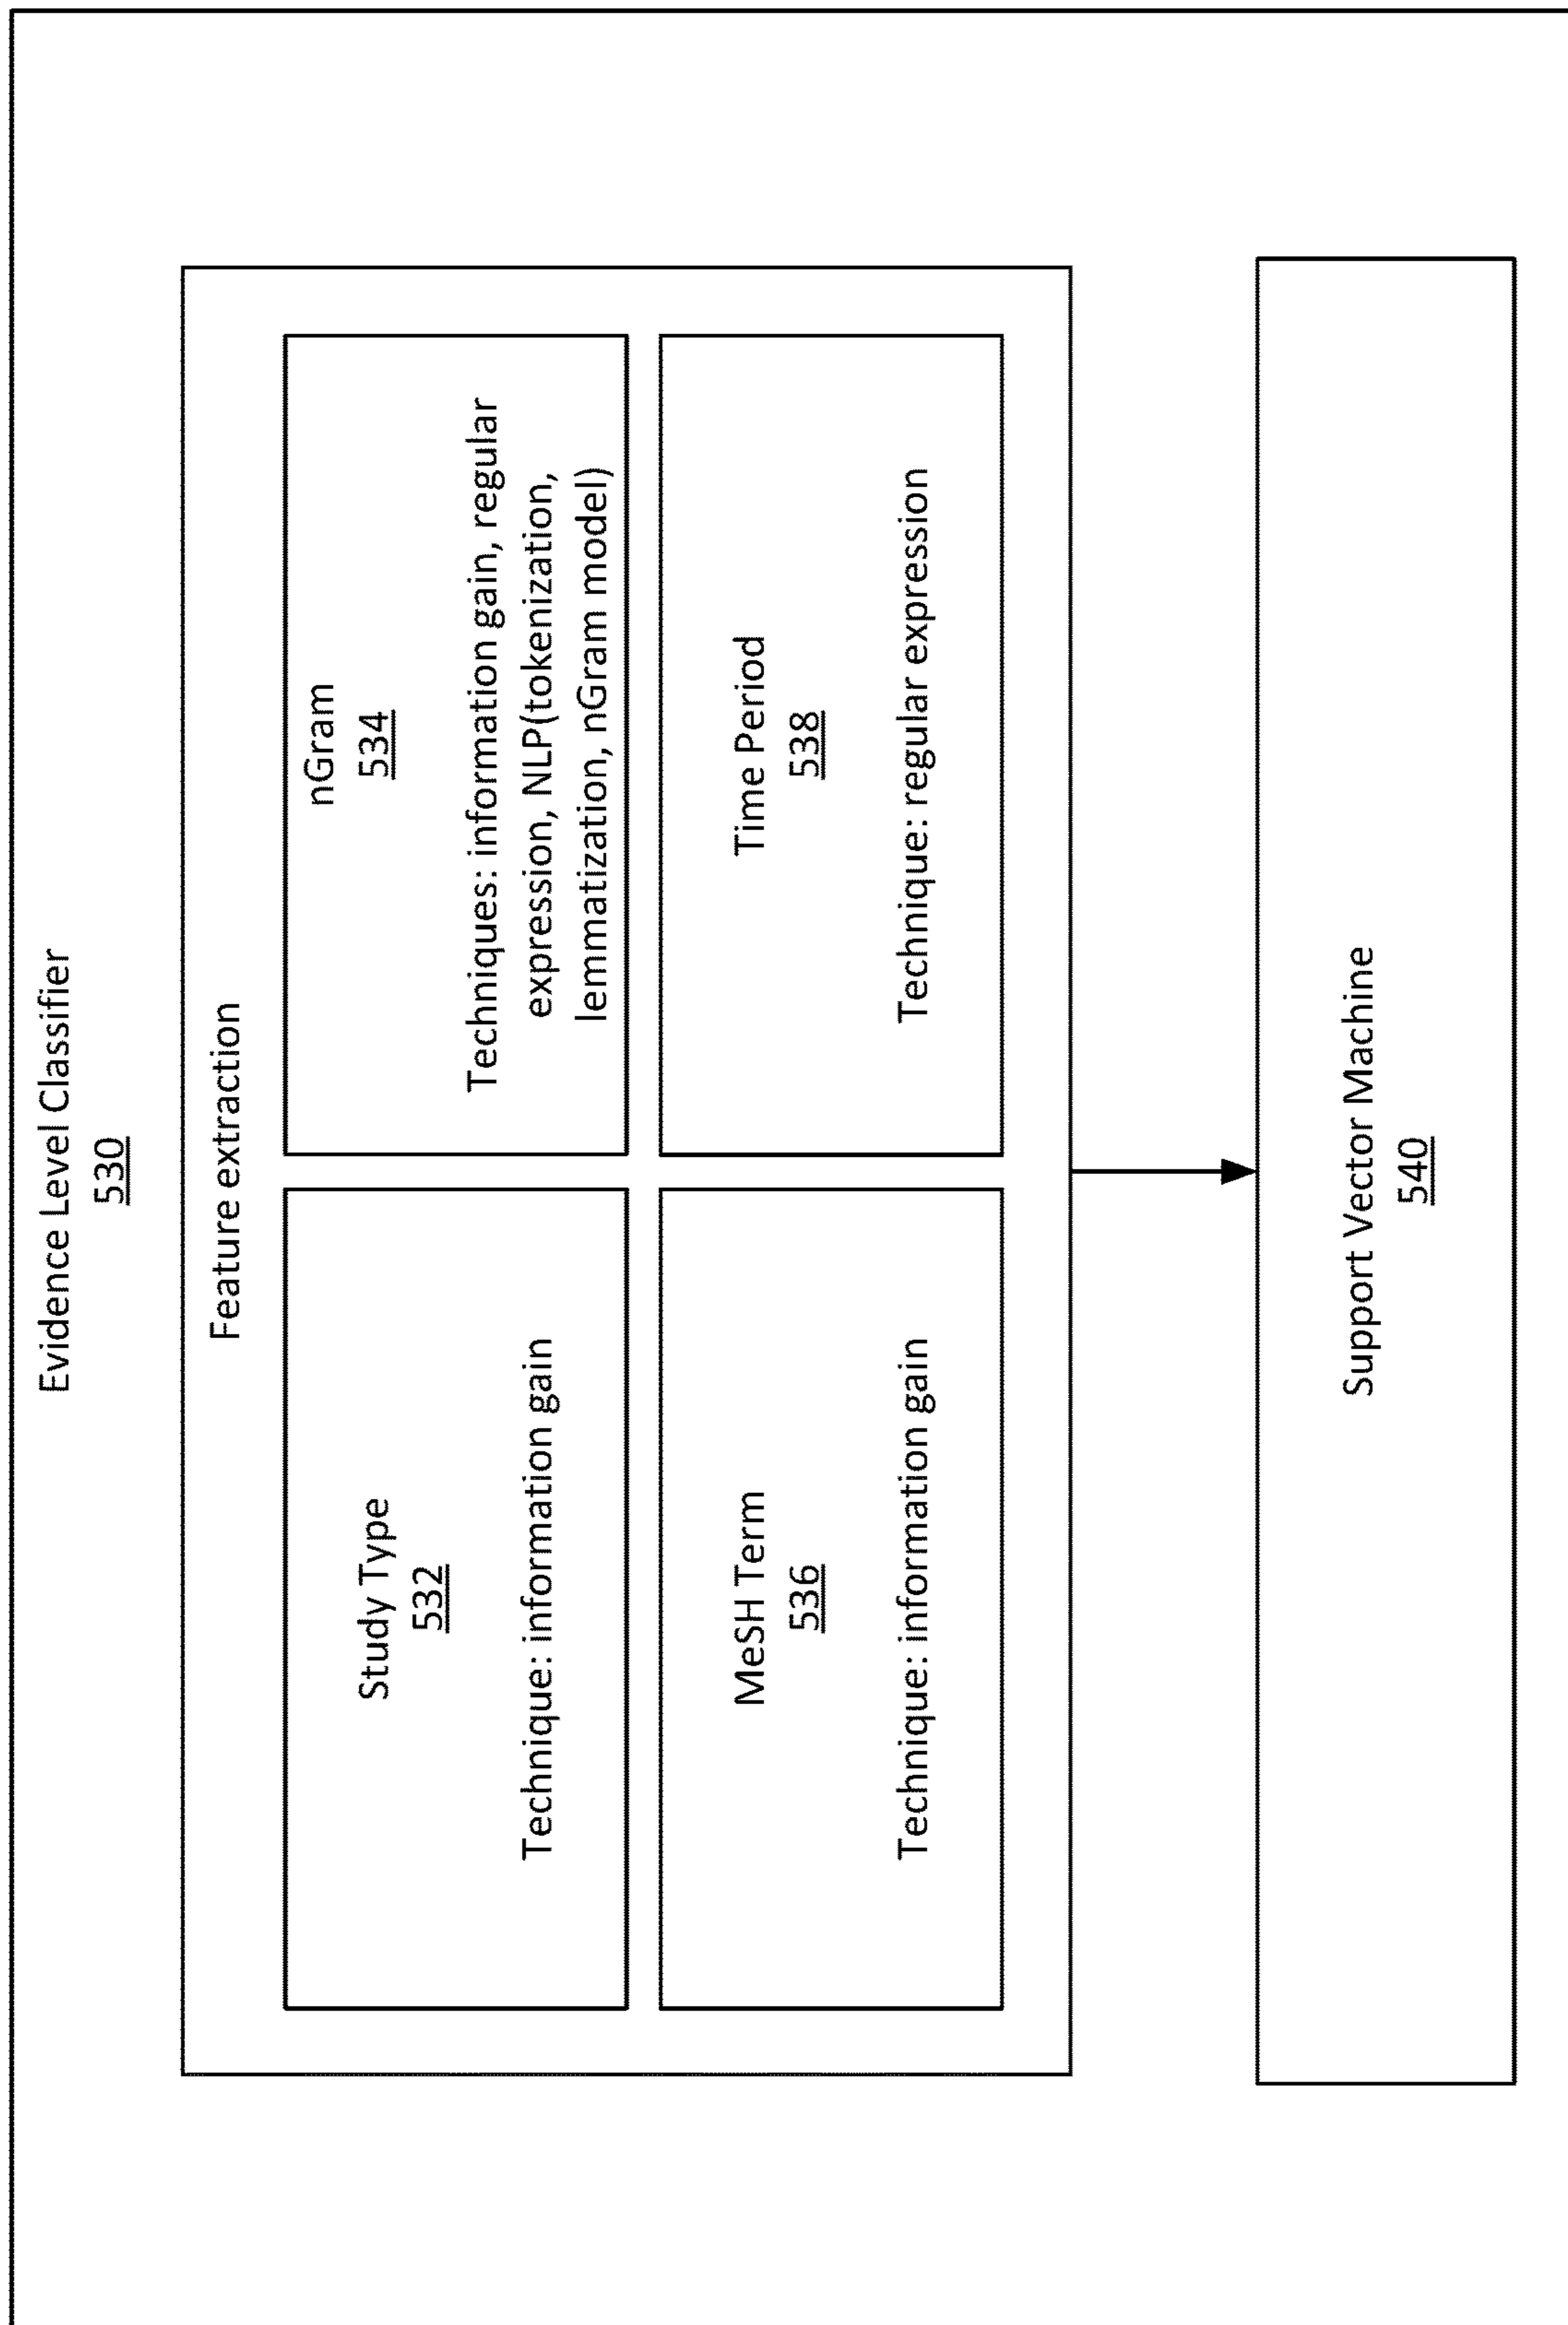 Evidence Level Classifier
530
Feature extraction
Study Type
532
Technique: information gain
nGram
534
Techniques: information gain, regular
expression, NLP(tokenization,
lemmatization, nGram model)
MeSH Term
536
Technique: information gain
Time Period
538
Technique: regular expression
Support Vector Machine
540